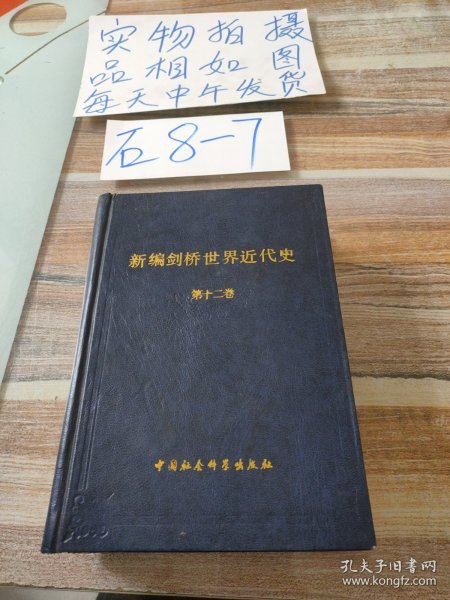 实物拍摄
品相如图
每天中午发货
石8-7
新编剑桥世界近代史
第十二卷
中国社会科学出版社
孔夫子旧书网
www.kongfz.com